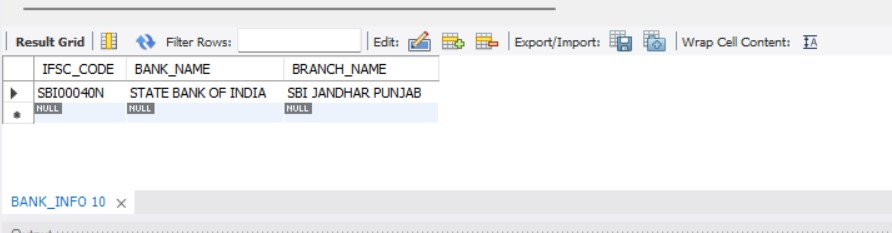 Result Grid Filter Rows: Edit: Export/Import: Wrap Cell Content: IA
IFSC_CODE BANK_NAME BRANCH_NAME
SBI00040N STATE BANK OF INDIA SBI JANDHAR PUNJAB
NULL NULL NULL
BANK_INFO 10 ×